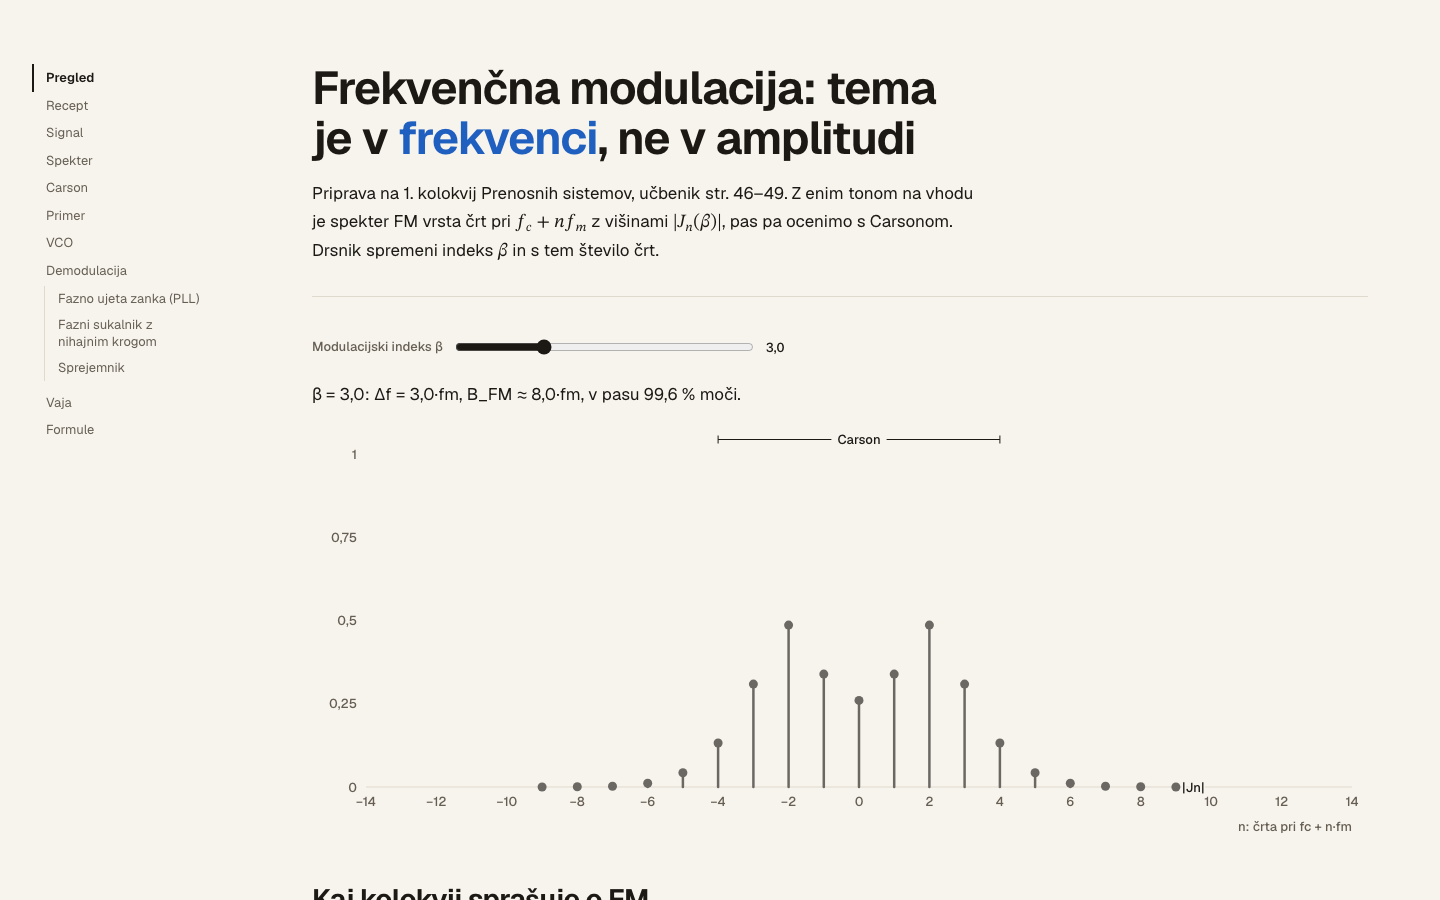 Pregled
Recept
Signal
Spekter
Carson
Primer
VCO
Demodulacija
Fazno ujeta zanka (PLL)
Fazni sukalnik z
nihajnim krogom
Sprejemnik
Vaja
Formule
Frekvenčna modulacija: tema
je v frekvenci, ne v amplitudi
Priprava na 1. kolokvij Prenosnih sistemov, učbenik str. 46–49. Z enim tonom na vhodu
je spekter FM vrsta črt pri f_c + n f_m z višinami |J_n(β)|, pas pa ocenimo s Carsonom.
Drsnik spremeni indeks β in s tem število črt.
Modulacijski indeks β 3,0
β = 3,0: Δf = 3,0·fm, B_FM ≈ 8,0·fm, v pasu 99,6 % moči.
Carson
1
0,75
0,5
0,25
0
|Jn|
−14 −12 −10 −8 −6 −4 −2 0 2 4 6 8 10 12 14
n: črta pri fc + n·fm
Kaj kolokvij sprašuje o FM